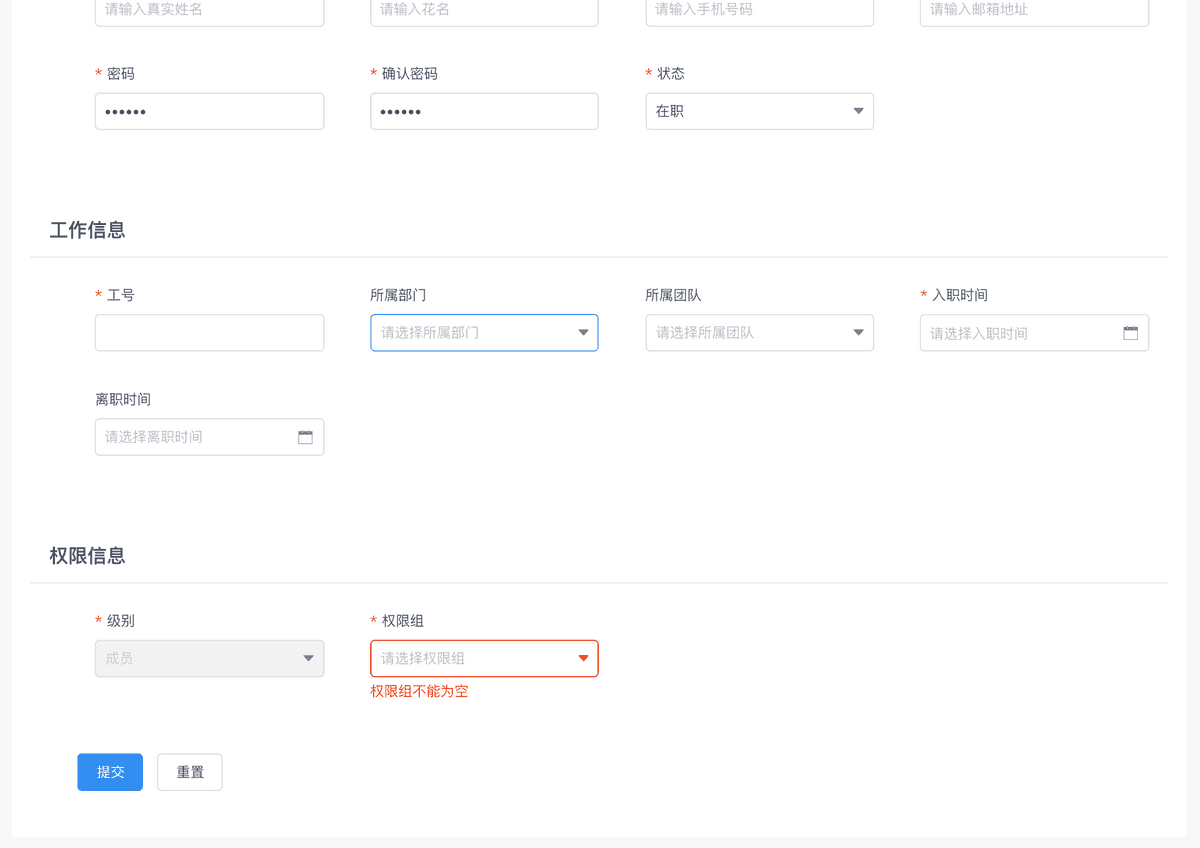 请输入真实姓名 请输入花名 请输入手机号码 请输入邮箱地址
* 密码 * 确认密码 * 状态
•••••• •••••• 在职
工作信息
* 工号 所属部门 所属团队 * 入职时间
请选择所属部门 请选择所属团队 请选择入职时间
离职时间
请选择离职时间
权限信息
* 级别 * 权限组
成员 请选择权限组
权限组不能为空
提交 重置